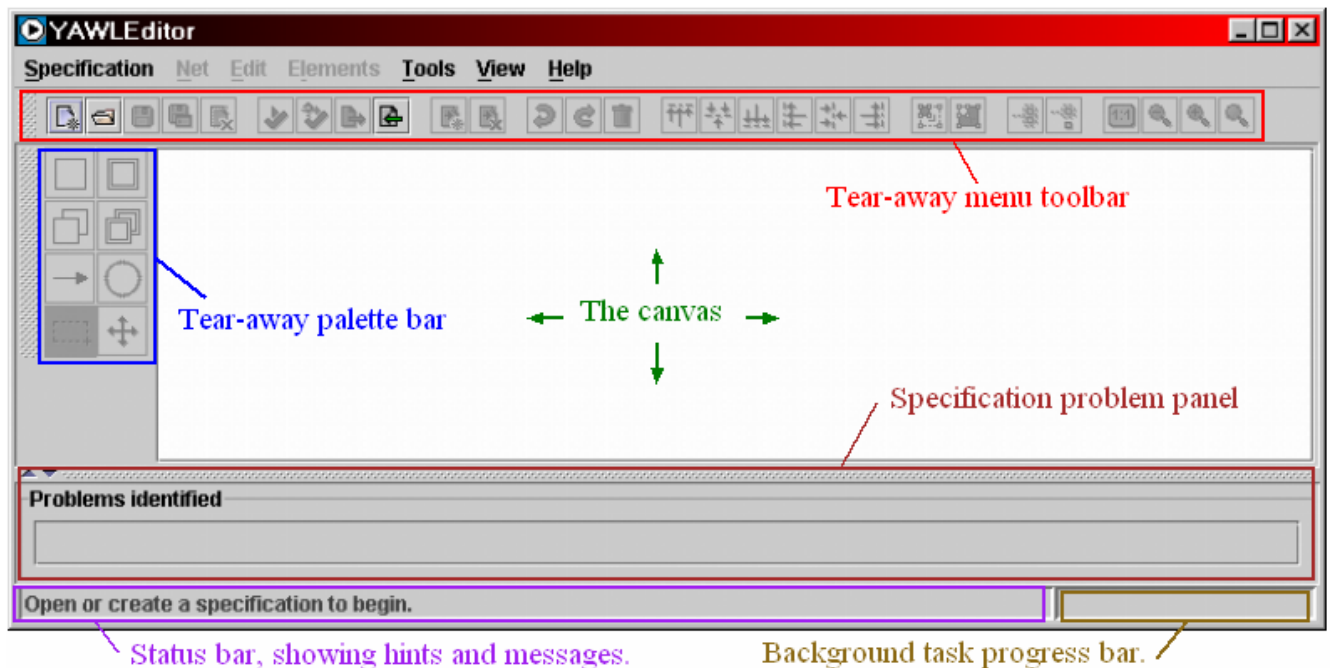 YAWLEditor
Specification Net Edit Elements Tools View Help
1:1
Tear-away menu toolbar
Tear-away palette bar
The canvas
Specification problem panel
Problems identified
Open or create a specification to begin.
Status bar, showing hints and messages.
Background task progress bar.